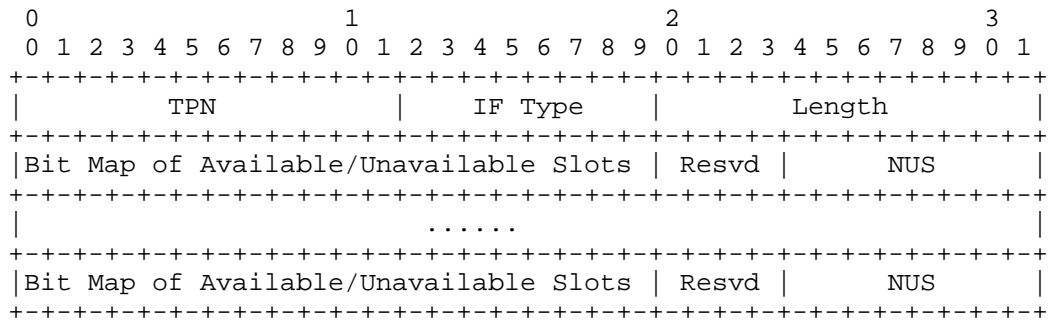 0                   1                   2                   3
 0 1 2 3 4 5 6 7 8 9 0 1 2 3 4 5 6 7 8 9 0 1 2 3 4 5 6 7 8 9 0 1
+-+-+-+-+-+-+-+-+-+-+-+-+-+-+-+-+-+-+-+-+-+-+-+-+-+-+-+-+-+-+-+-+
|         TPN           |    IF Type    |        Length         |
+-+-+-+-+-+-+-+-+-+-+-+-+-+-+-+-+-+-+-+-+-+-+-+-+-+-+-+-+-+-+-+-+
|Bit Map of Available/Unavailable Slots | Resvd |      NUS      |
+-+-+-+-+-+-+-+-+-+-+-+-+-+-+-+-+-+-+-+-+-+-+-+-+-+-+-+-+-+-+-+-+
|                         ......                                |
+-+-+-+-+-+-+-+-+-+-+-+-+-+-+-+-+-+-+-+-+-+-+-+-+-+-+-+-+-+-+-+-+
|Bit Map of Available/Unavailable Slots | Resvd |      NUS      |
+-+-+-+-+-+-+-+-+-+-+-+-+-+-+-+-+-+-+-+-+-+-+-+-+-+-+-+-+-+-+-+-+